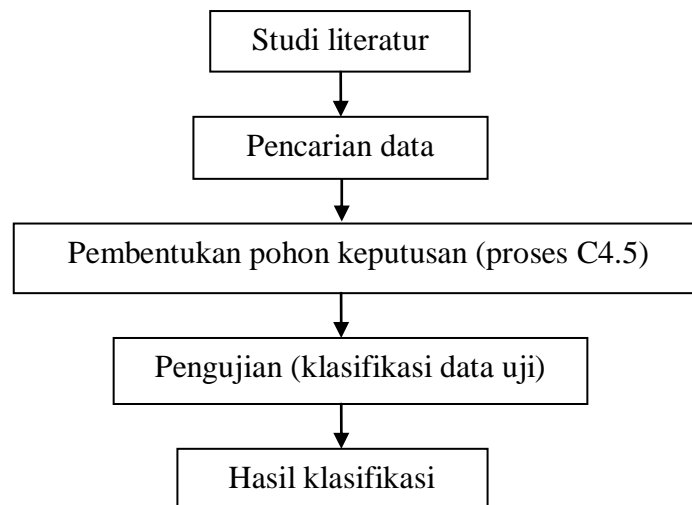 Studi literatur
Pencarian data
Pembentukan pohon keputusan (proses C4.5)
Pengujian (klasifikasi data uji)
Hasil klasifikasi